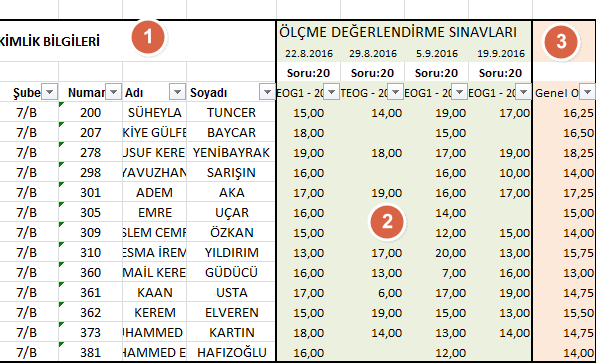 KİMLİK BİLGİLERİ 1 ÖLÇME DEĞERLENDİRME SINAVLARI 3
22.8.2016 29.8.2016 5.9.2016 19.9.2016
Soru:20 Soru:20 Soru:20 Soru:20
Şube Numar Adı Soyadı EOG1 - 20 TEOG - 20 EOG1 - 20 EOG1 - 20 Genel O
7/B 200 SÜHEYLA TUNCER 15,00 14,00 19,00 17,00 16,25
7/B 207 KİYE GÜLFE BAYCAR 18,00 15,00 16,50
7/B 278 USUF KERE YENİBAYRAK 19,00 18,00 17,00 19,00 18,25
7/B 298 YAVUZHAN SARIŞIN 16,00 16,00 10,00 14,00
7/B 301 ADEM AKA 17,00 19,00 16,00 17,00 17,25
7/B 305 EMRE UÇAR 16,00 14,00 15,00
7/B 309 SLEM CEMR ÖZKAN 15,00 2 12,00 15,00 14,00
7/B 310 ESMA İREM YILDIRIM 13,00 17,00 20,00 13,00 15,75
7/B 360 MAİL KERE GÜDÜCÜ 16,00 13,00 7,00 16,00 13,00
7/B 361 KAAN USTA 17,00 6,00 17,00 19,00 14,75
7/B 362 KEREM ELVEREN 15,00 19,00 15,00 13,00 15,50
7/B 373 UHAMMED KARTIN 18,00 14,00 13,00 14,00 14,75
7/B 381 HAMMED E HAFIZOĞLU 16,00 12,00 14,00